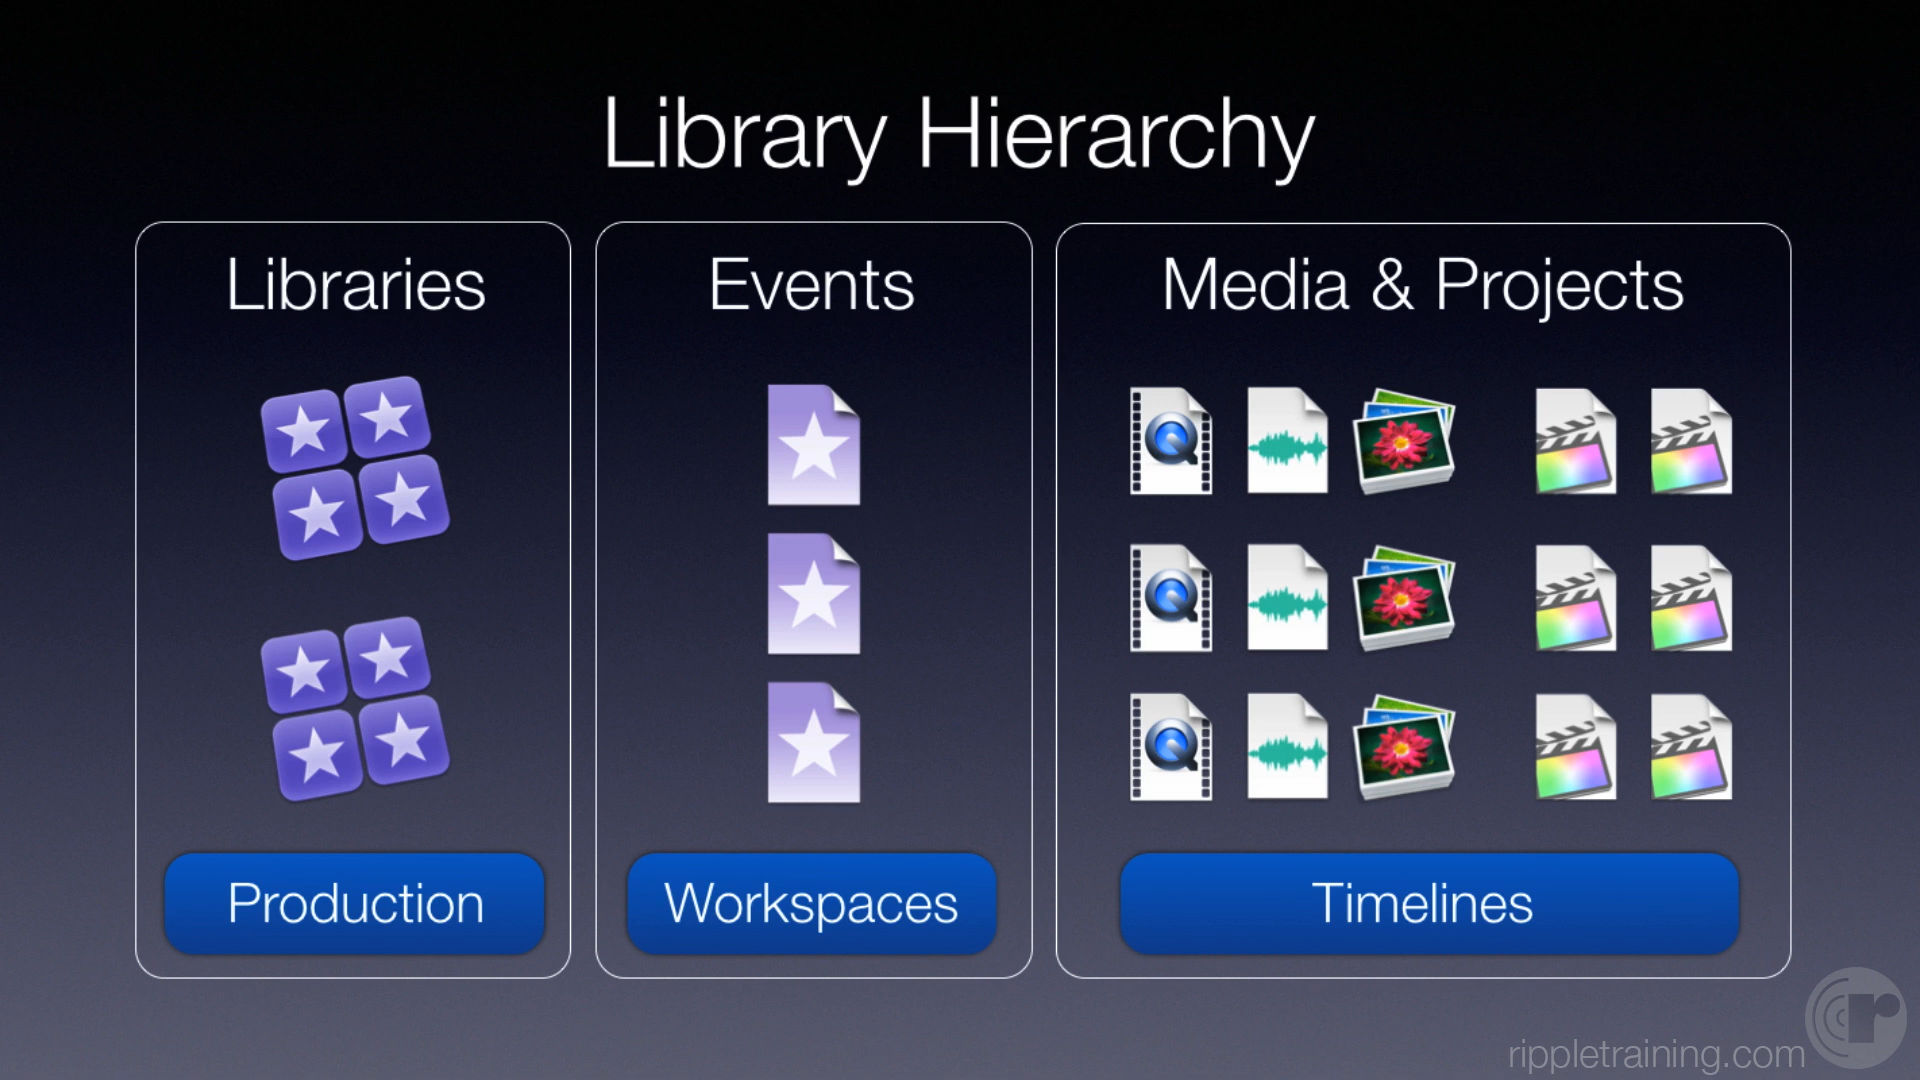 Library Hierarchy
Libraries
Events
Media & Projects
Production
Workspaces
Timelines
rippletraining.com